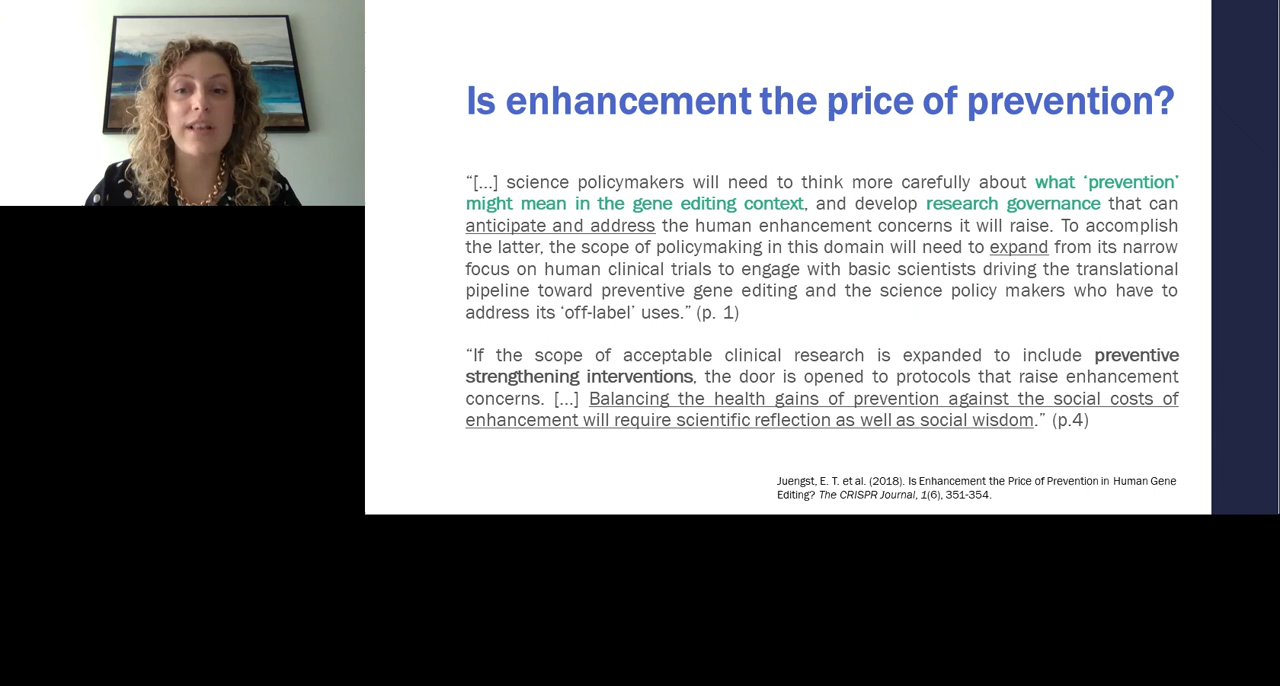 Is enhancement the price of prevention?
“[...] science policymakers will need to think more carefully about what ‘prevention’
might mean in the gene editing context, and develop research governance that can
anticipate and address the human enhancement concerns it will raise. To accomplish
the latter, the scope of policymaking in this domain will need to expand from its narrow
focus on human clinical trials to engage with basic scientists driving the translational
pipeline toward preventive gene editing and the science policy makers who have to
address its ‘off-label’ uses.” (p. 1)
“If the scope of acceptable clinical research is expanded to include preventive
strengthening interventions, the door is opened to protocols that raise enhancement
concerns. [...] Balancing the health gains of prevention against the social costs of
enhancement will require scientific reflection as well as social wisdom.” (p.4)
Juengst, E. T. et al. (2018). Is Enhancement the Price of Prevention in Human Gene
Editing? The CRISPR Journal, 1(6), 351-354.